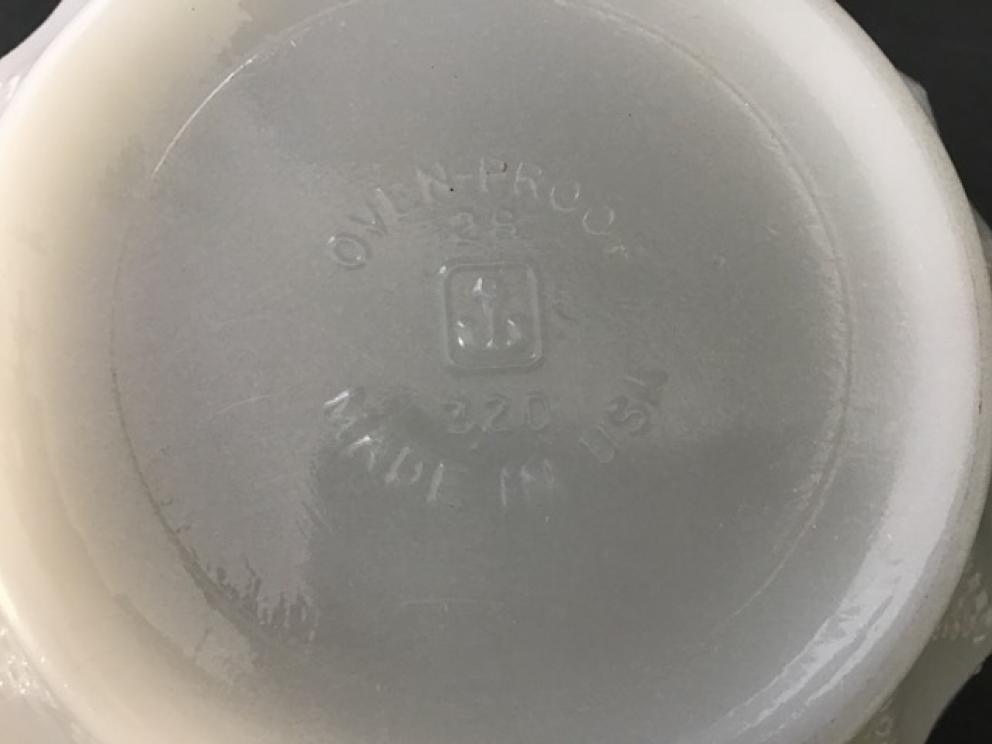 OVEN-PROOF
28
320
MADE IN USA